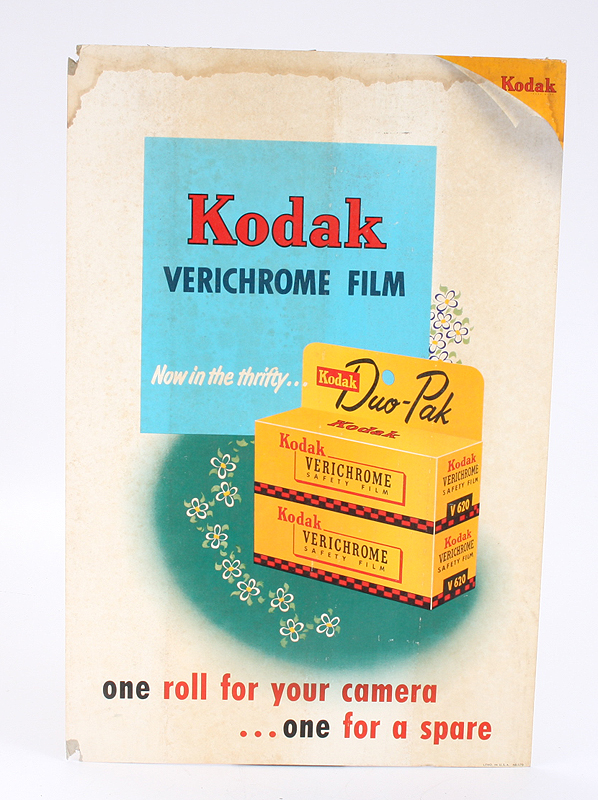 Kodak
Kodak
VERICHROME FILM
Now in the thrifty...
Kodak Duo-Pak
Kodak
Kodak
VERICHROME
SAFETY FILM
Kodak
VERICHROME
SAFETY FILM
V 620
Kodak
VERICHROME
SAFETY FILM
Kodak
VERICHROME
SAFETY FILM
V 620
one roll for your camera
...one for a spare